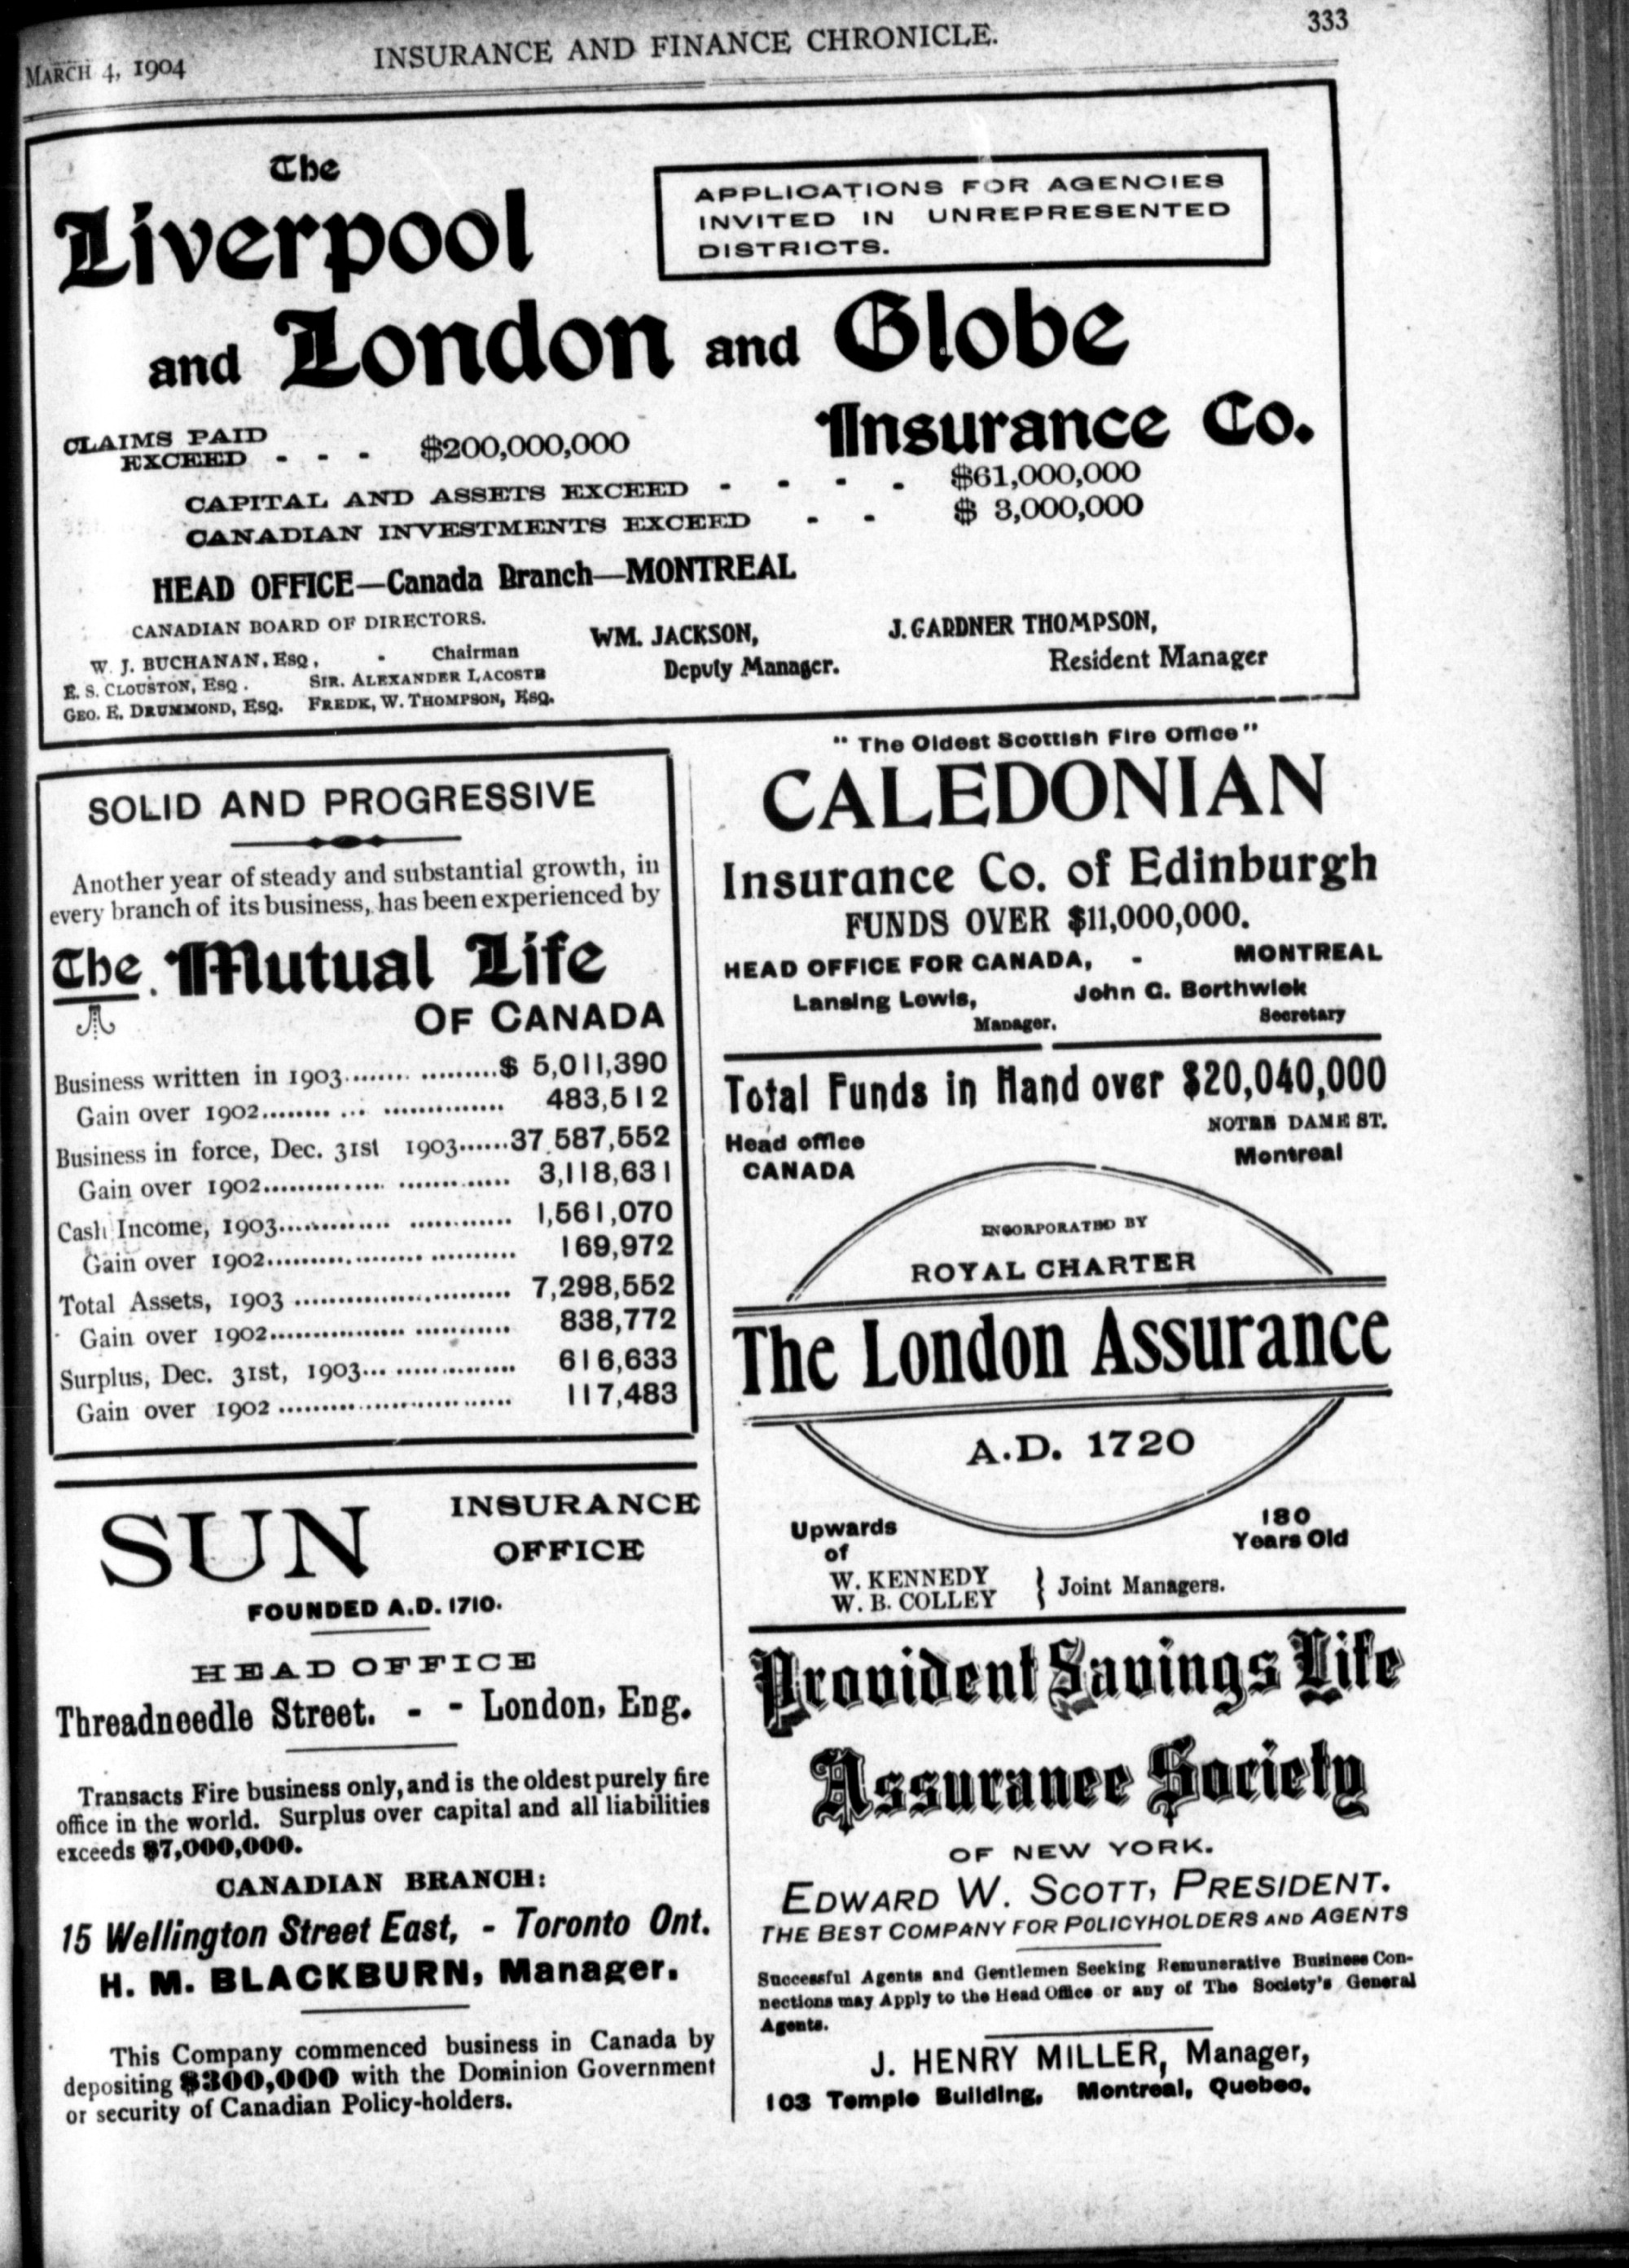 MARCH 4, 1904
INSURANCE AND FINANCE CHRONICLE.
333
The
Liverpool
APPLICATIONS FOR AGENCIES
INVITED IN UNREPRESENTED
DISTRICTS.
and London and Globe
Insurance Co.
CLAIMS PAID
EXCEED - - - $200,000,000
CAPITAL AND ASSETS EXCEED - - - - $61,000,000
CANADIAN INVESTMENTS EXCEED - - $ 3,000,000
HEAD OFFICE—Canada Branch—MONTREAL
CANADIAN BOARD OF DIRECTORS.
W. J. BUCHANAN, ESQ, - Chairman
E. S. CLOUSTON, ESQ. SIR. ALEXANDER LACOSTE
GEO. E. DRUMMOND, ESQ. FREDK, W. THOMPSON, ESQ.
WM. JACKSON,
Deputy Manager.
J. GARDNER THOMPSON,
Resident Manager
SOLID AND PROGRESSIVE
Another year of steady and substantial growth, in
every branch of its business, has been experienced by
The Mutual Life
OF CANADA
Business written in 1903................$ 5,011,390
Gain over 1902......................... 483,512
Business in force, Dec. 31st 1903......37,587,552
Gain over 1902......................... 3,118,631
Cash Income, 1903......................... 1,561,070
Gain over 1902......................... 169,972
Total Assets, 1903 ......................... 7,298,552
Gain over 1902......................... 838,772
Surplus, Dec. 31st, 1903................. 616,633
Gain over 1902 ......................... 117,483
SUN INSURANCE
OFFICE
FOUNDED A.D. 1710.
HEAD OFFICE
Threadneedle Street. - - London, Eng.
Transacts Fire business only, and is the oldest purely fire
office in the world. Surplus over capital and all liabilities
exceeds $7,000,000.
CANADIAN BRANCH:
15 Wellington Street East, - Toronto Ont.
H. M. BLACKBURN, Manager.
This Company commenced business in Canada by
depositing $300,000 with the Dominion Government
or security of Canadian Policy-holders.
"The Oldest Scottish Fire Office"
CALEDONIAN
Insurance Co. of Edinburgh
FUNDS OVER $11,000,000.
HEAD OFFICE FOR CANADA, - MONTREAL
Lansing Lewis, John G. Borthwick
Manager. Secretary
Total Funds in Hand over $20,040,000
Head office NOTRE DAME ST.
CANADA Montreal
INCORPORATED BY
ROYAL CHARTER
The London Assurance
A.D. 1720
Upwards 180
of Years Old
W. KENNEDY
W. B. COLLEY } Joint Managers.
Provident Savings Life
Assurance Society
OF NEW YORK.
EDWARD W. SCOTT, PRESIDENT.
THE BEST COMPANY FOR POLICYHOLDERS AND AGENTS
Successful Agents and Gentlemen Seeking Remunerative Business Con-
nections may Apply to the Head Office or any of The Society's General
Agents.
J. HENRY MILLER, Manager,
103 Temple Building, Montreal, Quebec.